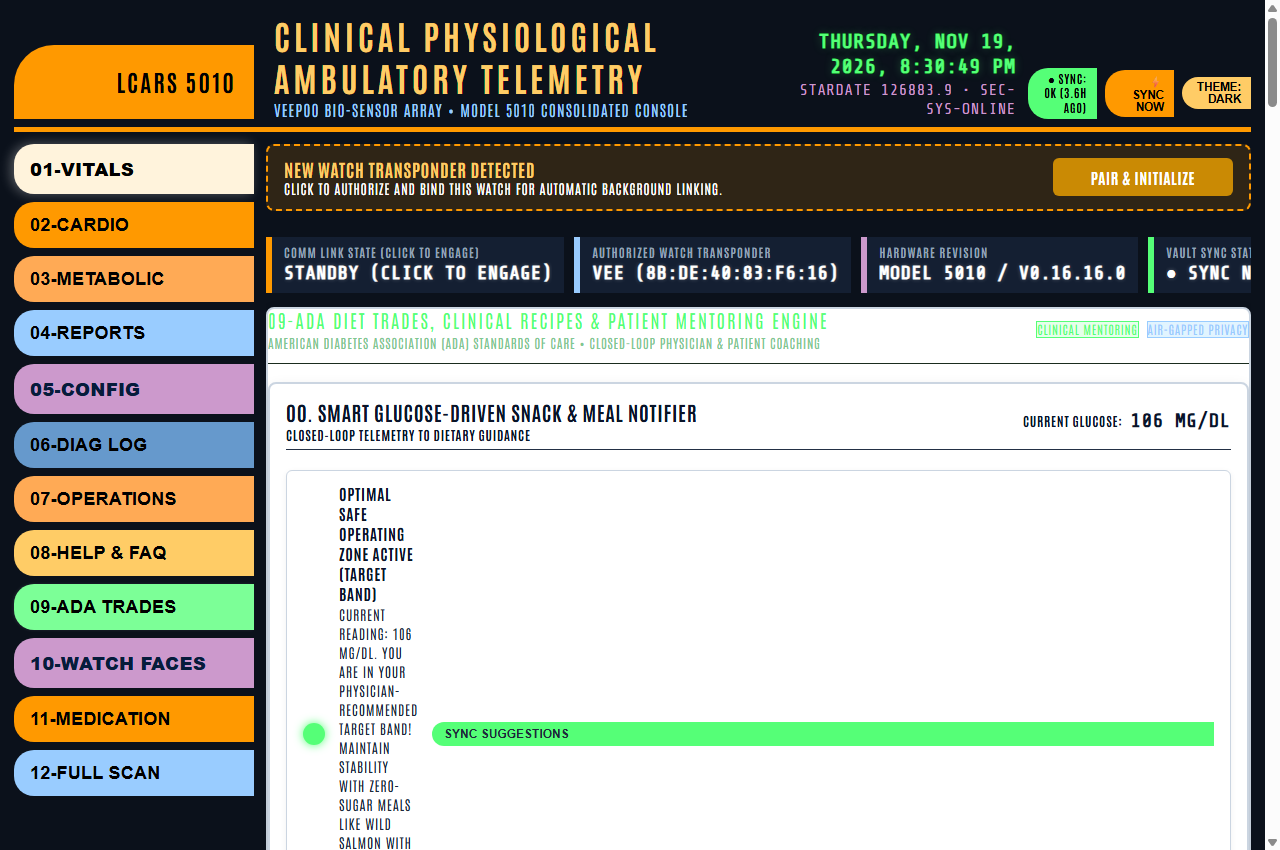 LCARS 5010
CLINICAL PHYSIOLOGICAL
AMBULATORY TELEMETRY
VEEPOO BIO-SENSOR ARRAY • MODEL 5010 CONSOLIDATED CONSOLE
THURSDAY, NOV 19,
2026, 8:30:49 PM
STARDATE 126883.9 · SEC-
SYS-ONLINE
● SYNC:
OK (3.6H
AGO)
SYNC
NOW
THEME:
DARK
01-VITALS
02-CARDIO
03-METABOLIC
04-REPORTS
05-CONFIG
06-DIAG LOG
07-OPERATIONS
08-HELP & FAQ
09-ADA TRADES
10-WATCH FACES
11-MEDICATION
12-FULL SCAN
NEW WATCH TRANSPONDER DETECTED
CLICK TO AUTHORIZE AND BIND THIS WATCH FOR AUTOMATIC BACKGROUND LINKING.
PAIR & INITIALIZE
COMM LINK STATE (CLICK TO ENGAGE)
STANDBY (CLICK TO ENGAGE)
AUTHORIZED WATCH TRANSPONDER
VEE (8B:DE:40:83:F6:16)
HARDWARE REVISION
MODEL 5010 / V0.16.16.0
VAULT SYNC STAT
● SYNC N
09-ADA DIET TRADES, CLINICAL RECIPES & PATIENT MENTORING ENGINE
AMERICAN DIABETES ASSOCIATION (ADA) STANDARDS OF CARE • CLOSED-LOOP PHYSICIAN & PATIENT COACHING
CLINICAL MENTORING
AIR-GAPPED PRIVACY
00. SMART GLUCOSE-DRIVEN SNACK & MEAL NOTIFIER
CLOSED-LOOP TELEMETRY TO DIETARY GUIDANCE
CURRENT GLUCOSE: 106 MG/DL
OPTIMAL
SAFE
OPERATING
ZONE ACTIVE
(TARGET
BAND)
CURRENT
READING: 106
MG/DL. YOU
ARE IN YOUR
PHYSICIAN-
RECOMMENDED
TARGET BAND!
MAINTAIN
STABILITY
WITH ZERO-
SUGAR MEALS
LIKE WILD
SALMON WITH
SYNC SUGGESTIONS